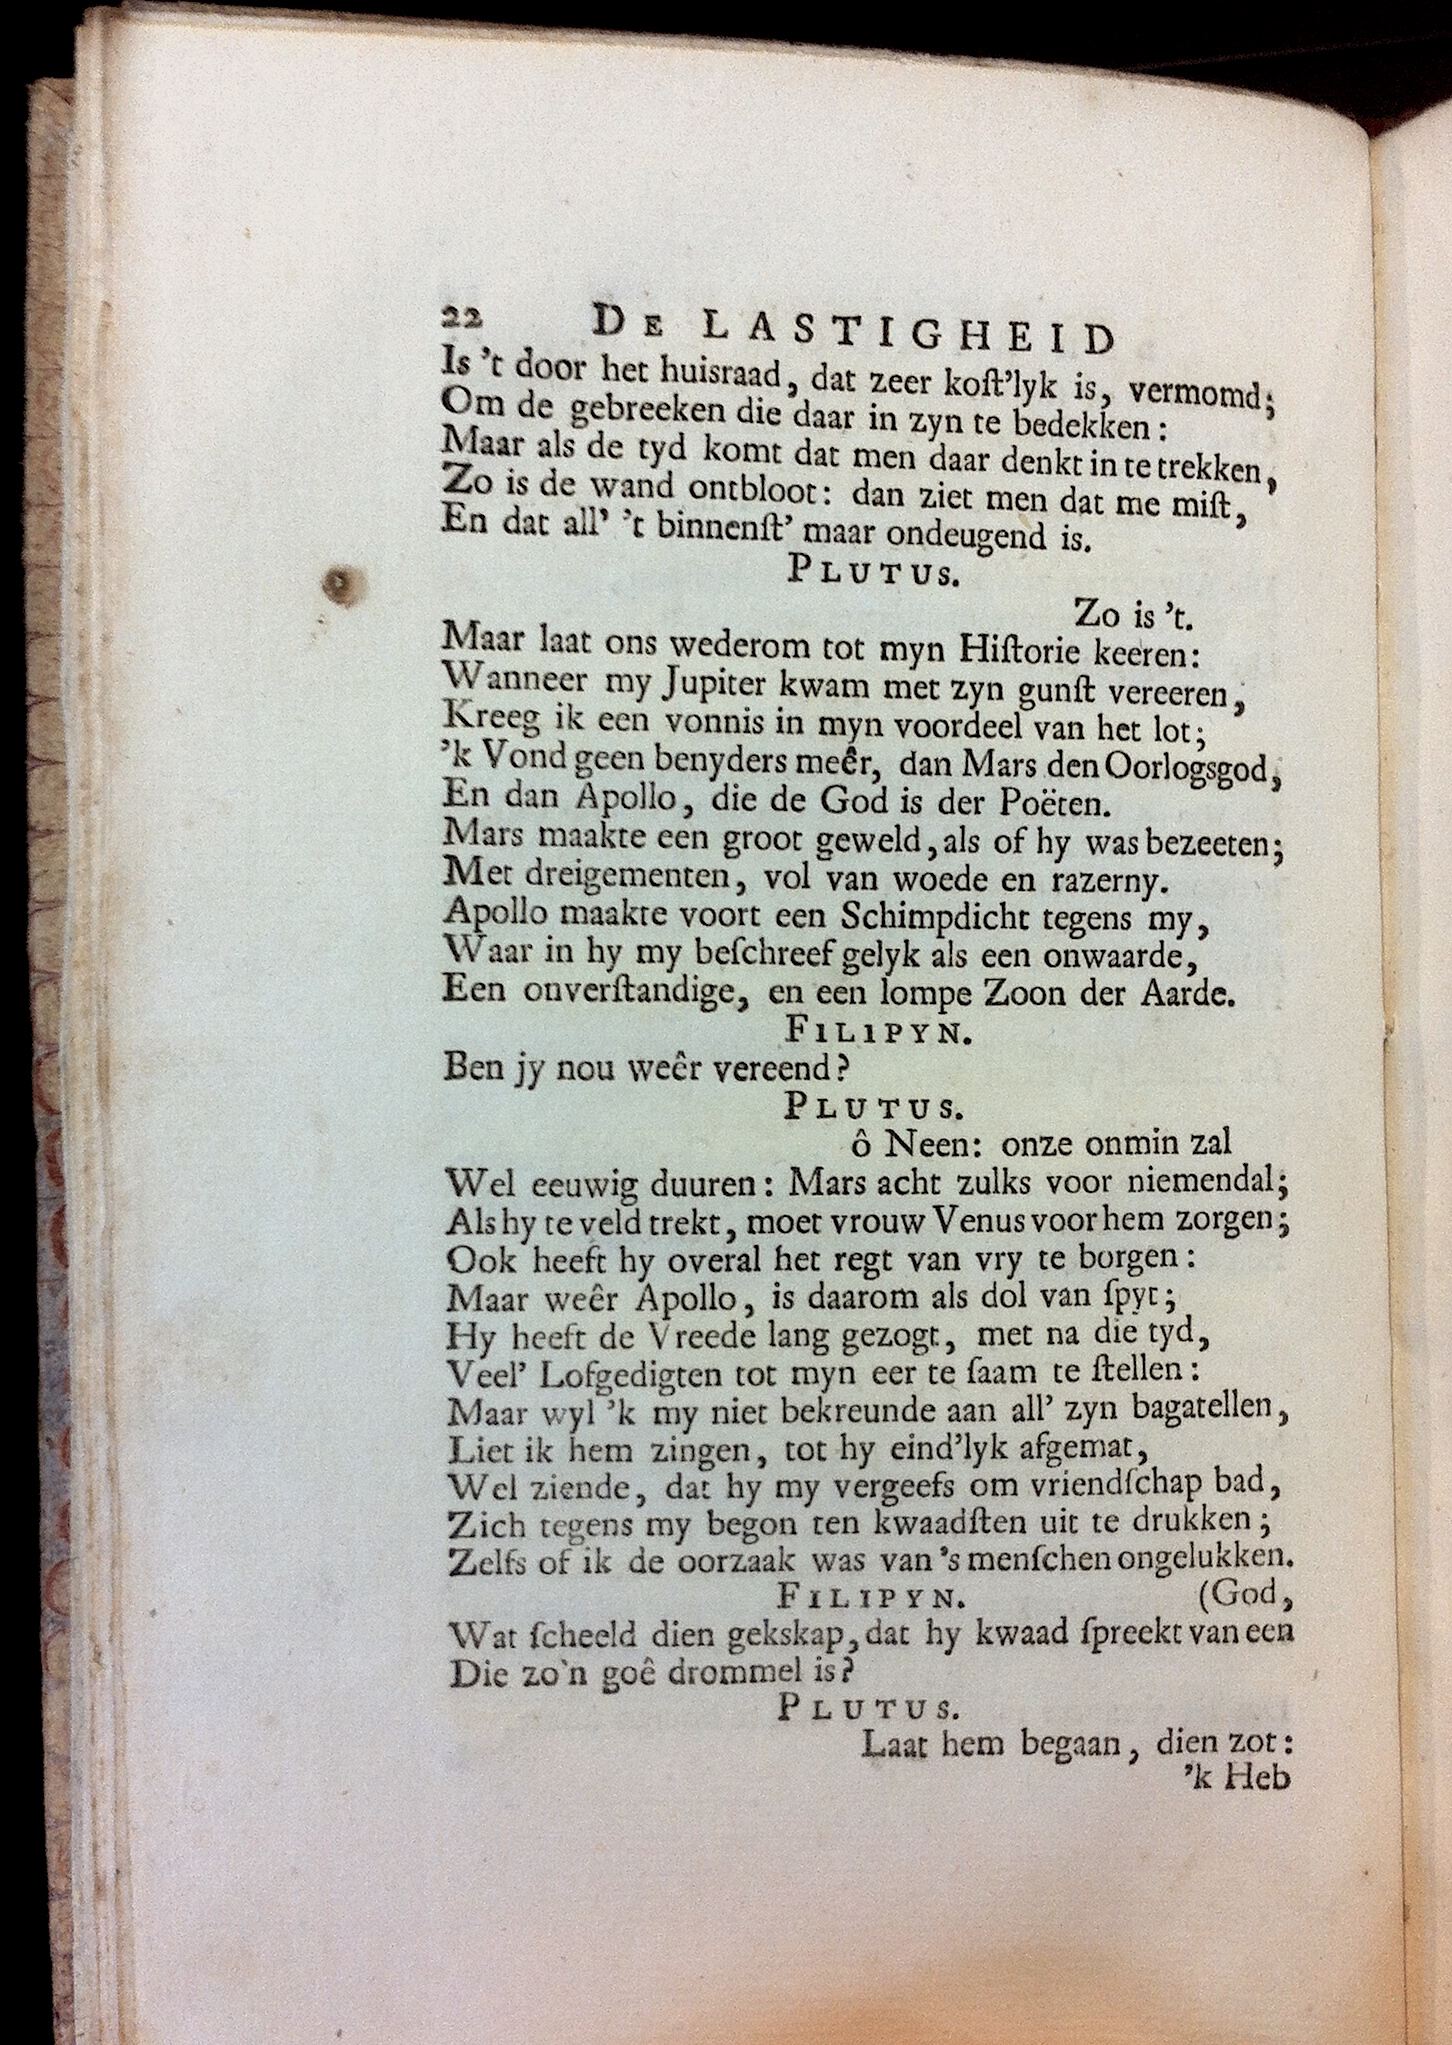 22 DE LASTIGHEID
Is 't door het huisraad, dat zeer koſt'lyk is, vermomd;
Om de gebreeken die daar in zyn te bedekken:
Maar als de tyd komt dat men daar denkt in te trekken,
Zo is de wand ontbloot: dan ziet men dat me miſt,
En dat all' 't binnenſt' maar ondeugend is.
PLUTUS.
Zo is 't.
Maar laat ons wederom tot myn Hiſtorie keeren:
Wanneer my Jupiter kwam met zyn gunſt vereeren,
Kreeg ik een vonnis in myn voordeel van het lot;
'k Vond geen benyders meêr, dan Mars den Oorlogsgod,
En dan Apollo, die de God is der Poëten.
Mars maakte een groot geweld, als of hy was bezeeten;
Met dreigementen, vol van woede en razerny.
Apollo maakte voort een Schimpdicht tegens my,
Waar in hy my beſchreef gelyk als een onwaarde,
Een onverſtandige, en een lompe Zoon der Aarde.
FILIPYN.
Ben jy nou weêr vereend?
PLUTUS.
ô Neen: onze onmin zal
Wel eeuwig duuren: Mars acht zulks voor niemendal;
Als hy te veld trekt, moet vrouw Venus voor hem zorgen;
Ook heeft hy overal het regt van vry te borgen:
Maar weêr Apollo, is daarom als dol van ſpyt;
Hy heeft de Vreede lang gezogt, met na die tyd,
Veel' Lofgedigten tot myn eer te ſaam te ſtellen:
Maar wyl 'k my niet bekreunde aan all' zyn bagatellen,
Liet ik hem zingen, tot hy eind'lyk afgemat,
Wel ziende, dat hy my vergeefs om vriendſchap bad,
Zich tegens my begon ten kwaadſten uit te drukken;
Zelfs of ik de oorzaak was van 's menſchen ongelukken.
FILIPYN. (God,
Wat ſcheeld dien gekskap, dat hy kwaad ſpreekt van een
Die zo'n goê drommel is?
PLUTUS.
Laat hem begaan, dien zot:
'k Heb